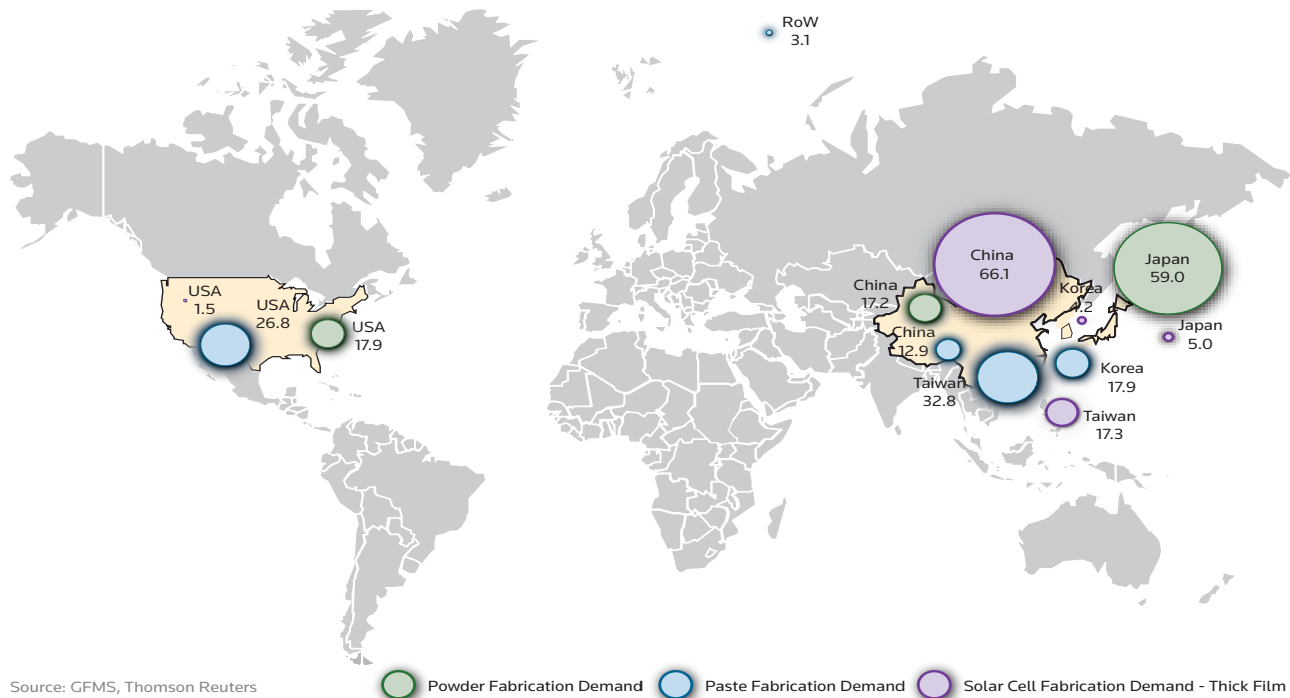 RoW
3.1
China
66.1
Japan
59.0
China
17.2
Korea
4.2
USA
1.5
USA
26.8
USA
17.9
China
12.9
Japan
5.0
Taiwan
32.8
Korea
17.9
Taiwan
17.3
Source: GFMS, Thomson Reuters
Powder Fabrication Demand
Paste Fabrication Demand
Solar Cell Fabrication Demand - Thick Film